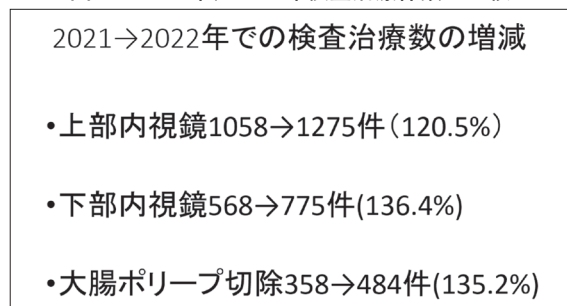 2021→2022年での検査治療数の増減
•上部内視鏡1058→1275件（120.5%）
•下部内視鏡568→775件(136.4%)
•大腸ポリープ切除358→484件(135.2%)